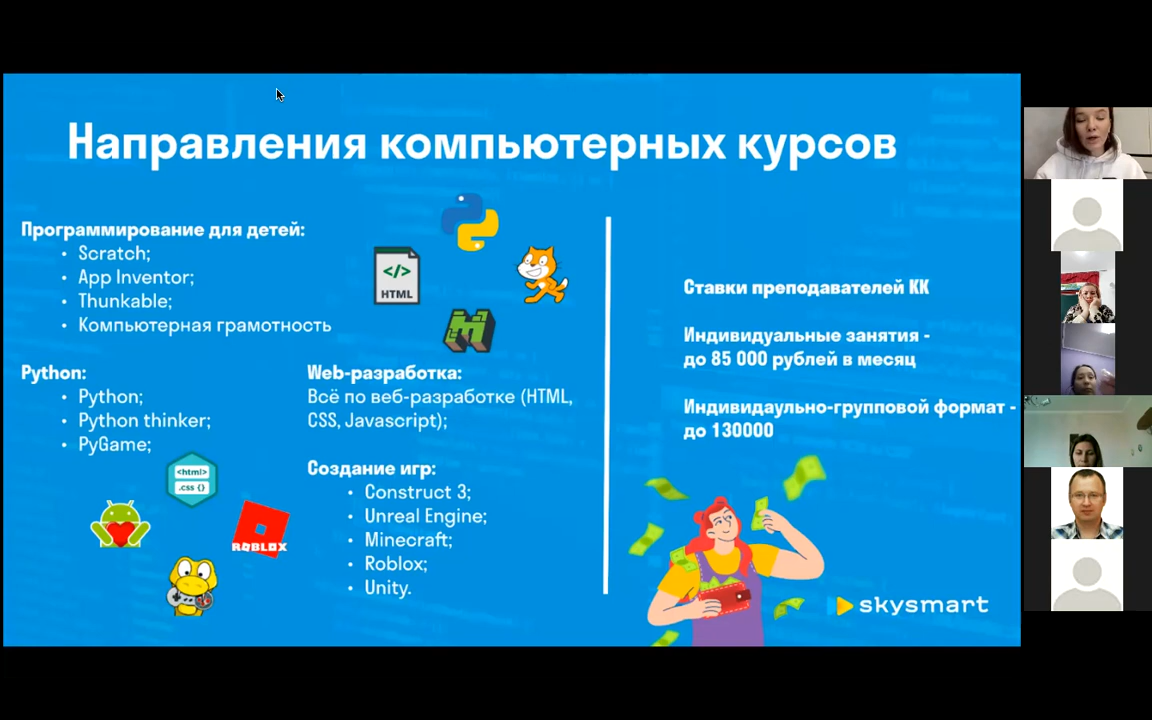 Направления компьютерных курсов
Программирование для детей:
• Scratch;
• App Inventor;
• Thunkable;
• Компьютерная грамотность
</>
HTML
Python:
• Python;
• Python thinker;
• PyGame;
Web-разработка:
Всё по веб-разработке (HTML,
CSS, Javascript);
Создание игр:
• Construct 3;
• Unreal Engine;
• Minecraft;
• Roblox;
• Unity.
<html>
.css {}
ROBLOX
Ставки преподавателей КК
Индивидуальные занятия -
до 85 000 рублей в месяц
Индивидаульно-групповой формат -
до 130000
skysmart